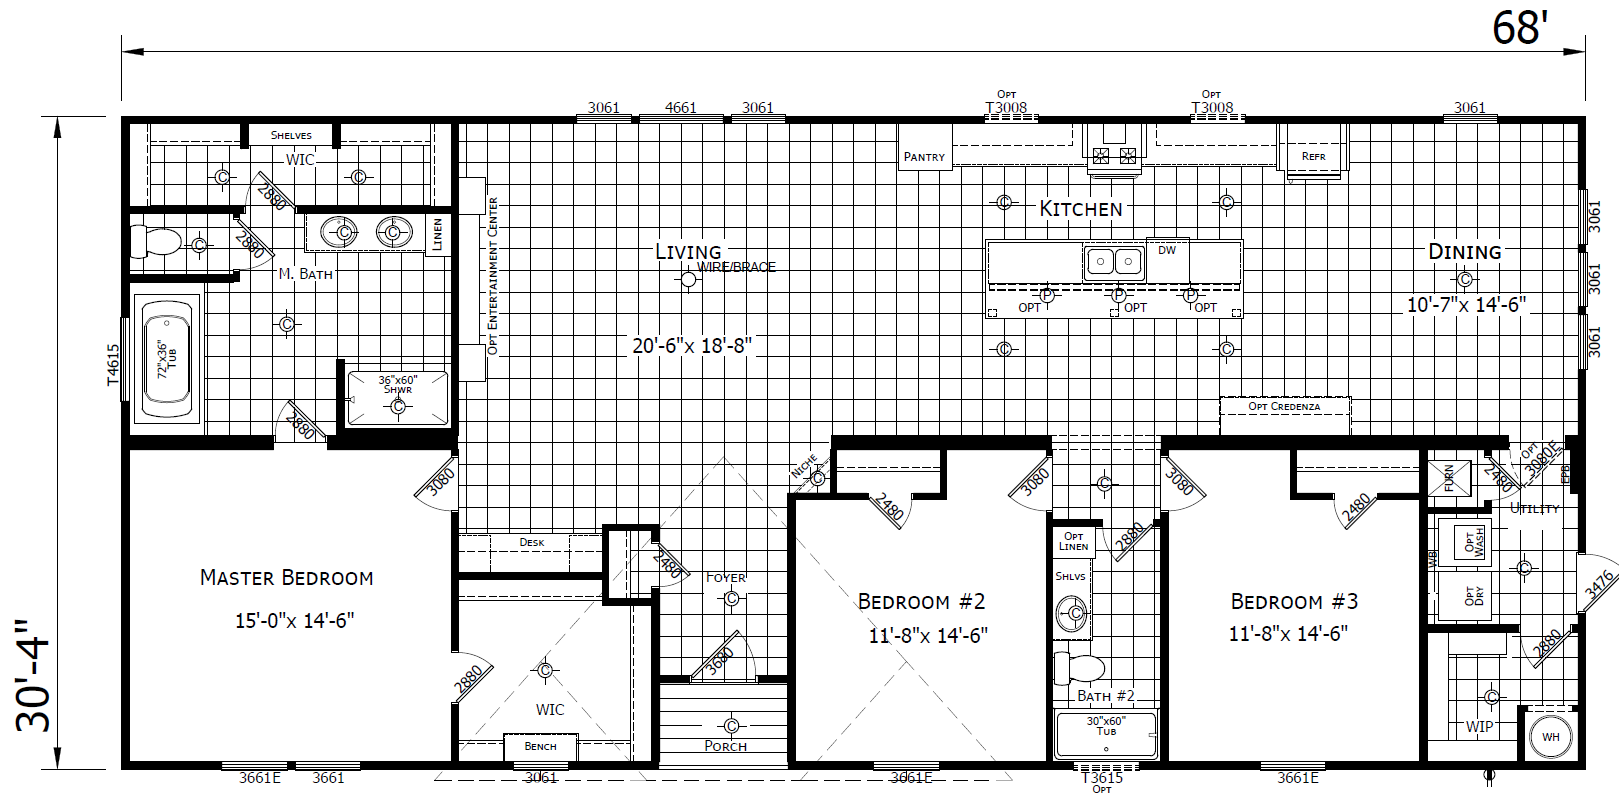 68'
OPT
OPT
3061
4661
3061
T3008
T3008
3061
SHELVES
WIC
PANTRY
REFR
C
C
2880
C
C
KITCHEN
3061
LINEN
C
C
C
2880
LIVING
WIRE/BRACE
DW
DINING
M. BATH
OPT ENTERTAINMENT CENTER
C
3061
P
P
P
OPT
OPT
OPT
10'-7"x 14'-6"
C
T4615
72"x36"
TUB
20'-6"x 18'-8"
C
C
3061
36"x60"
SHWR
C
OPT CREDENZA
2880
NICHE
C
3080
3080
C
3080
2480
2480
FURN
2480
OPT
3080E
EPB
UTILITY
DESK
2480
OPT
LINEN
2880
WB
OPT
WASH
MASTER BEDROOM
FOYER
SHLVS
C
3476
15'-0"x 14'-6"
C
BEDROOM #2
11'-8"x 14'-6"
C
BEDROOM #3
11'-8"x 14'-6"
OPT
DRY
30'-4"
2880
C
3680
2880
WIC
BATH #2
C
WIP
BENCH
C
PORCH
30"x60"
TUB
WH
3661E
3661
3061
3661E
T3615
OPT
3661E